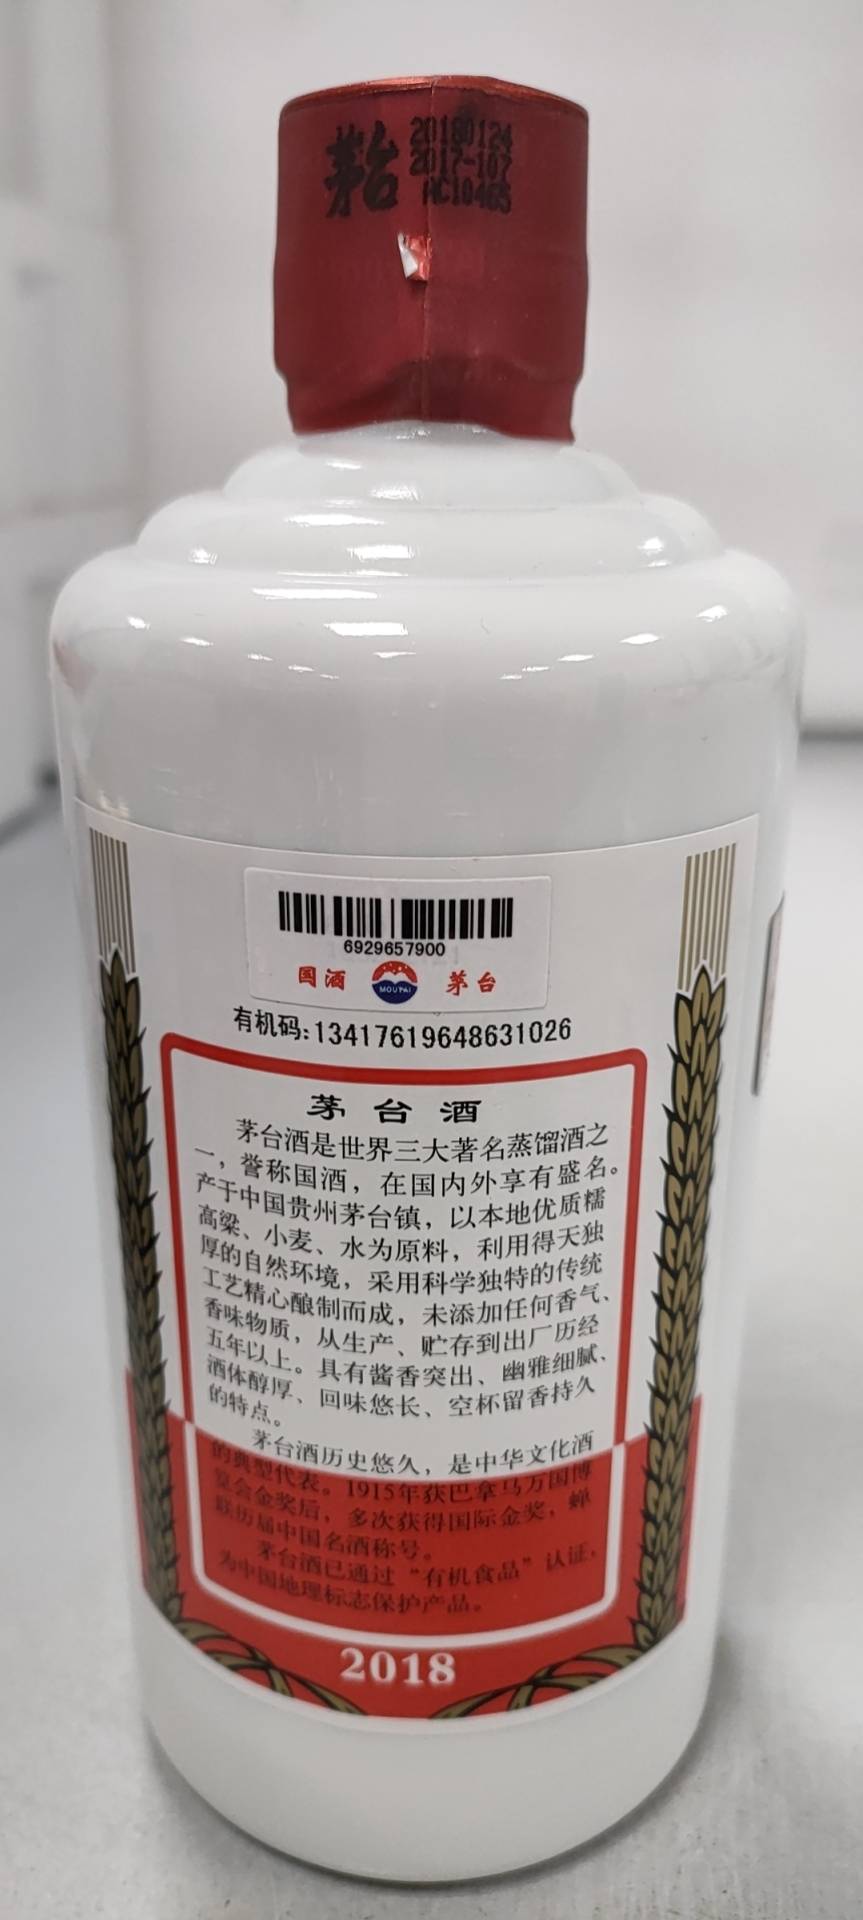 茅台
20180124
2017-107
AC10465
6929657900
国酒
MOUTAI
茅台
有机码:13417619648631026
茅台酒
茅台酒是世界三大著名蒸馏酒之
一，誉称国酒，在国内外享有盛名。
产于中国贵州茅台镇，以本地优质糯
高粱、小麦、水为原料，利用得天独
厚的自然环境，采用科学独特的传统
工艺精心酿制而成，未添加任何香气、
香味物质，从生产、贮存到出厂历经
五年以上。具有酱香突出、幽雅细腻、
酒体醇厚、回味悠长、空杯留香持久
的特点。
茅台酒历史悠久，是中华文化酒
的典型代表。1915年获巴拿马万国博
览会金奖后，多次获得国际金奖，蝉
联历届中国名酒称号。
茅台酒已通过“有机食品”认证，
为中国地理标志保护产品。
2018